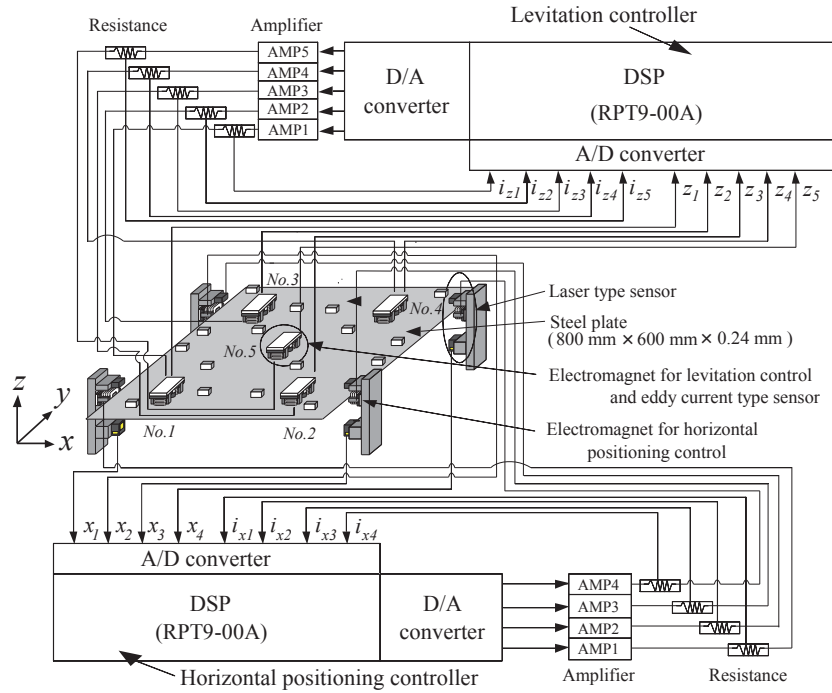 Levitation controller
Resistance
Amplifier
AMP5
AMP4
AMP3
AMP2
AMP1
D/A
converter
DSP
(RPT9-00A)
A/D converter
iz1 iz2 iz3 iz4 iz5 z1 z2 z3 z4 z5
No.3
No.4
No.5
No.1
No.2
z
y
x
Laser type sensor
Steel plate
(800 mm × 600 mm × 0.24 mm )
Electromagnet for levitation control
and eddy current type sensor
Electromagnet for horizontal
positioning control
x1 x2 x3 x4 ix1 ix2 ix3 ix4
A/D converter
DSP
(RPT9-00A)
D/A
converter
AMP4
AMP3
AMP2
AMP1
Amplifier
Resistance
Horizontal positioning controller